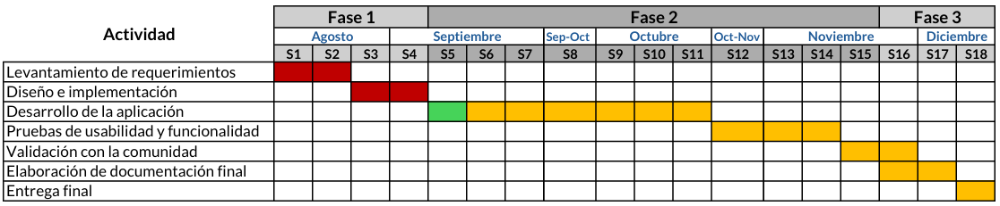 Fase 1 Fase 2 Fase 3
Actividad
Agosto Septiembre Sep-Oct Octubre Oct-Nov Noviembre Diciembre
S1 S2 S3 S4 S5 S6 S7 S8 S9 S10 S11 S12 S13 S14 S15 S16 S17 S18
Levantamiento de requerimientos
Diseño e implementación
Desarrollo de la aplicación
Pruebas de usabilidad y funcionalidad
Validación con la comunidad
Elaboración de documentación final
Entrega final